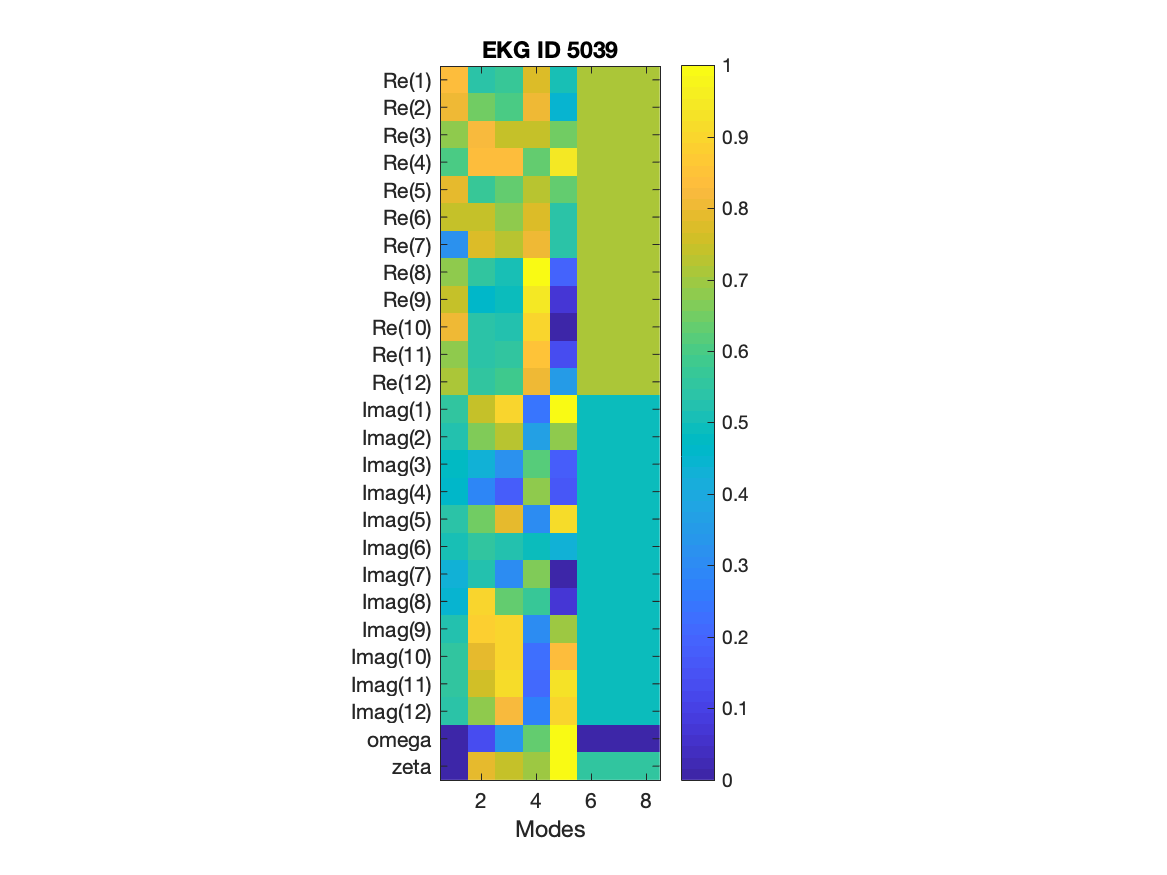 EKG ID 5039
Re(1)
Re(2)
Re(3)
Re(4)
Re(5)
Re(6)
Re(7)
Re(8)
Re(9)
Re(10)
Re(11)
Re(12)
Imag(1)
Imag(2)
Imag(3)
Imag(4)
Imag(5)
Imag(6)
Imag(7)
Imag(8)
Imag(9)
Imag(10)
Imag(11)
Imag(12)
omega
zeta
2 4 6 8
Modes
1
0.9
0.8
0.7
0.6
0.5
0.4
0.3
0.2
0.1
0